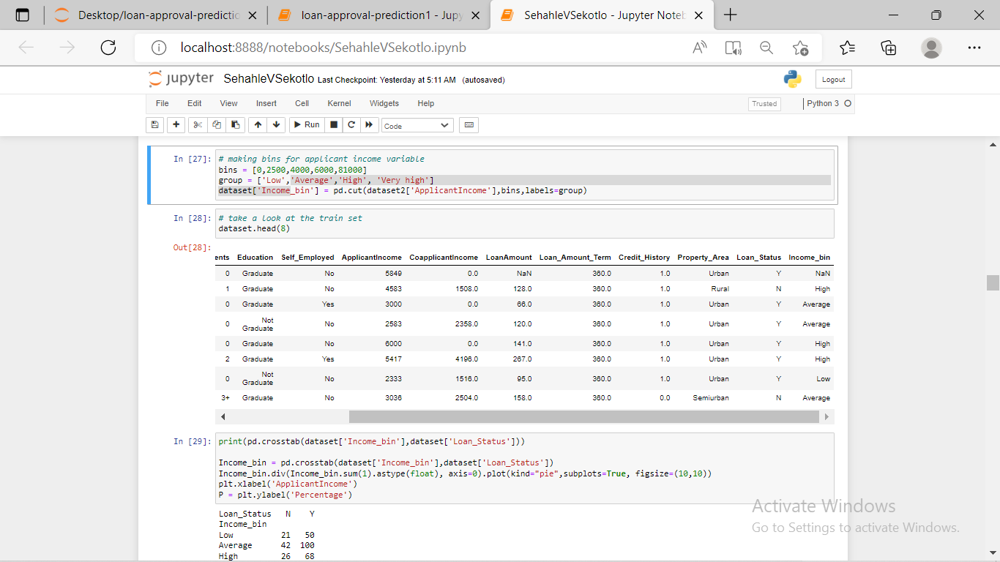 Desktop/loan-approval-predictic
loan-approval-prediction1 - Jupy
SehahleVSekotlo - Jupyter Note
localhost:8888/notebooks/SehahleVSekotlo.ipynb
jupyter SehahleVSekotlo Last Checkpoint: Yesterday at 5:11 AM (autosaved)
Logout
File Edit View Insert Cell Kernel Widgets Help
Trusted
Python 3
Run
Code
In [27]:
# making bins for applicant income variable
bins = [0,2500,4000,6000,81000]
group = ['Low','Average','High', 'Very high']
dataset['Income_bin'] = pd.cut(dataset2['ApplicantIncome'],bins,labels=group)
In [28]:
# take a look at the train set
dataset.head(8)
Out[28]:
ents Education Self_Employed ApplicantIncome CoapplicantIncome LoanAmount Loan_Amount_Term Credit_History Property_Area Loan_Status Income_bin
0 Graduate No 5849 0.0 NaN 360.0 1.0 Urban Y NaN
1 Graduate No 4583 1508.0 128.0 360.0 1.0 Rural N High
0 Graduate Yes 3000 0.0 66.0 360.0 1.0 Urban Y Average
0 Not Graduate No 2583 2358.0 120.0 360.0 1.0 Urban Y Average
0 Graduate No 6000 0.0 141.0 360.0 1.0 Urban Y High
2 Graduate Yes 5417 4196.0 267.0 360.0 1.0 Urban Y High
0 Not Graduate No 2333 1516.0 95.0 360.0 1.0 Urban Y Low
3+ Graduate No 3036 2504.0 158.0 360.0 0.0 Semiurban N Average
In [29]:
print(pd.crosstab(dataset['Income_bin'],dataset['Loan_Status']))
Income_bin = pd.crosstab(dataset['Income_bin'],dataset['Loan_Status'])
Income_bin.div(Income_bin.sum(1).astype(float), axis=0).plot(kind="pie",subplots=True, figsize=(10,10))
plt.xlabel('ApplicantIncome')
P = plt.ylabel('Percentage')
Loan_Status N Y
Income_bin
Low 21 50
Average 42 100
High 26 68
Activate Windows
Go to Settings to activate Windows.